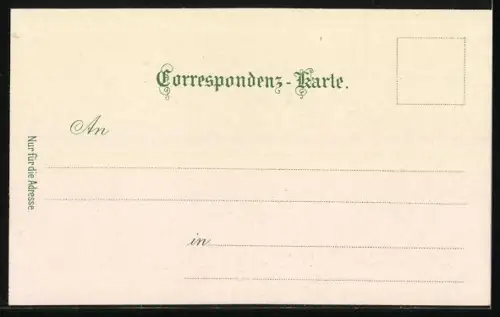 Correspondenz-Karte.
An
in
Nur für die Adresse